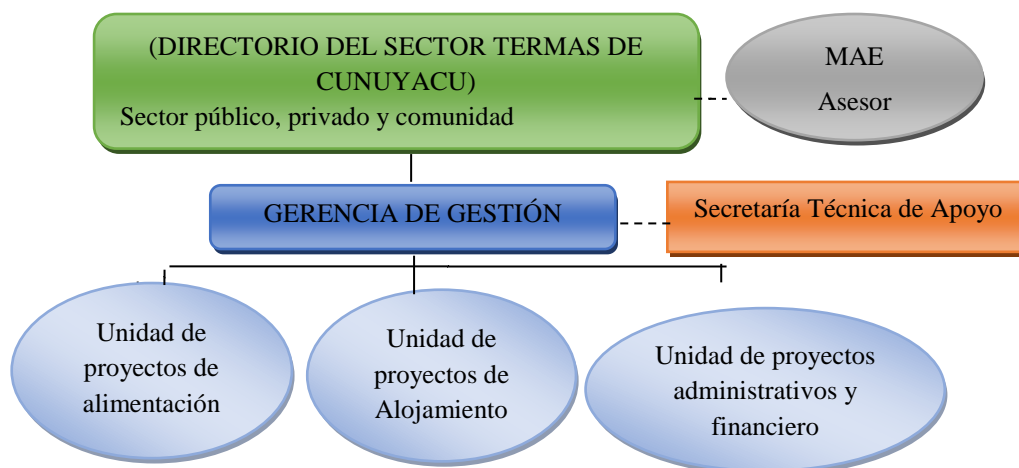 (DIRECTORIO DEL SECTOR TERMAS DE
CUNUYACU)
Sector público, privado y comunidad
MAE
Asesor
GERENCIA DE GESTIÓN
Secretaría Técnica de Apoyo
Unidad de
proyectos de
alimentación
Unidad de
proyectos de
Alojamiento
Unidad de proyectos
administrativos y
financiero